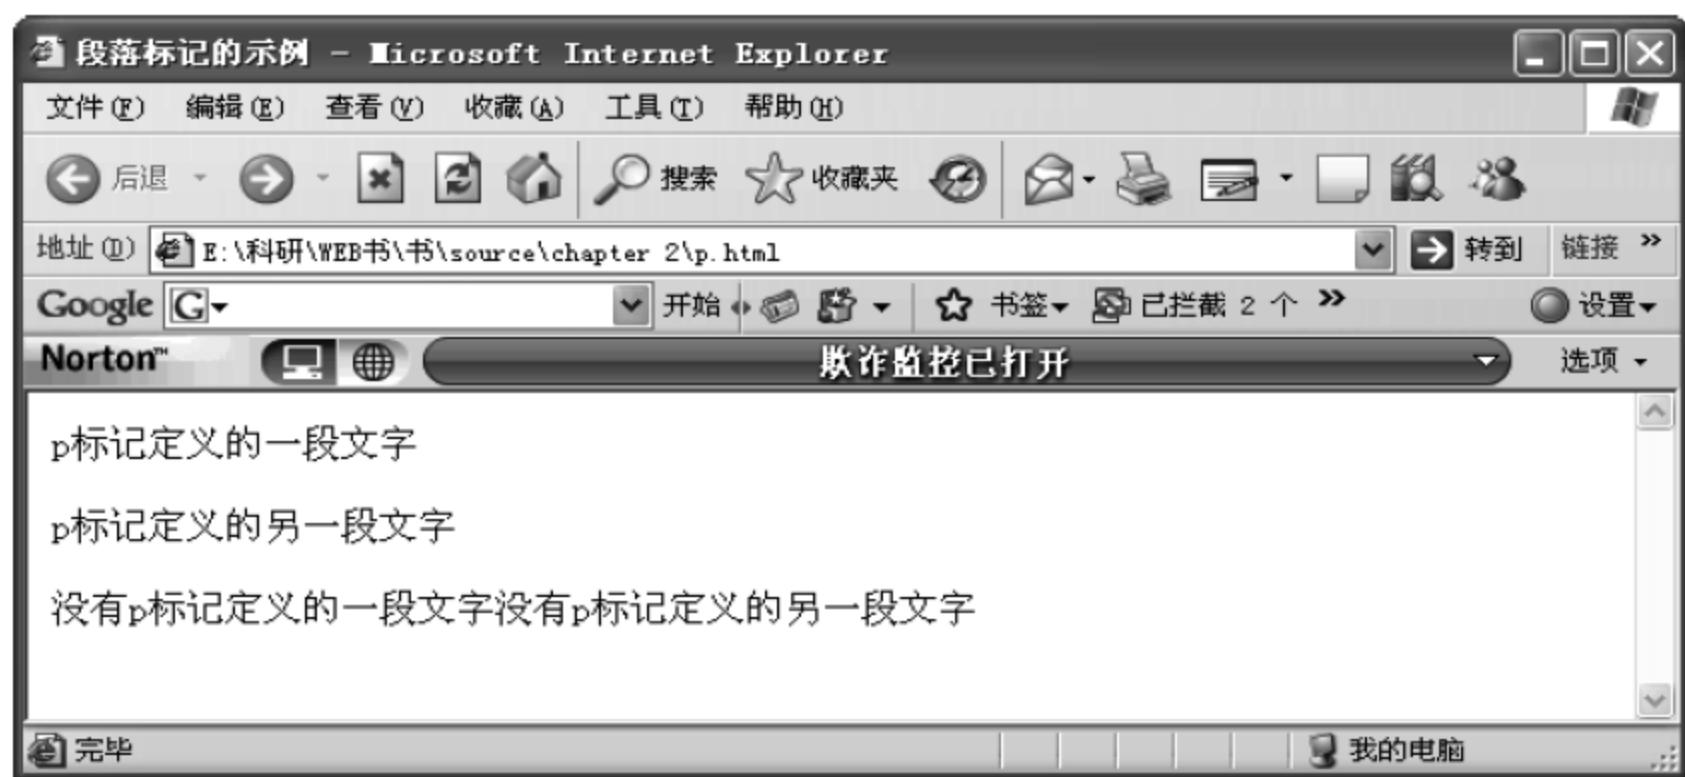 段落标记的示例 - Microsoft Internet Explorer
文件(F) 编辑(E) 查看(V) 收藏(A) 工具(T) 帮助(H)
后退 搜索 收藏夹
地址(D) E:\科研\WEB书\书\source\chapter 2\p.html 转到 链接 »
Google G 开始 书签 已拦截 2 个 » 设置
Norton™ 欺诈监控已打开 选项
p标记定义的一段文字
p标记定义的另一段文字
没有p标记定义的一段文字没有p标记定义的另一段文字
完毕 我的电脑